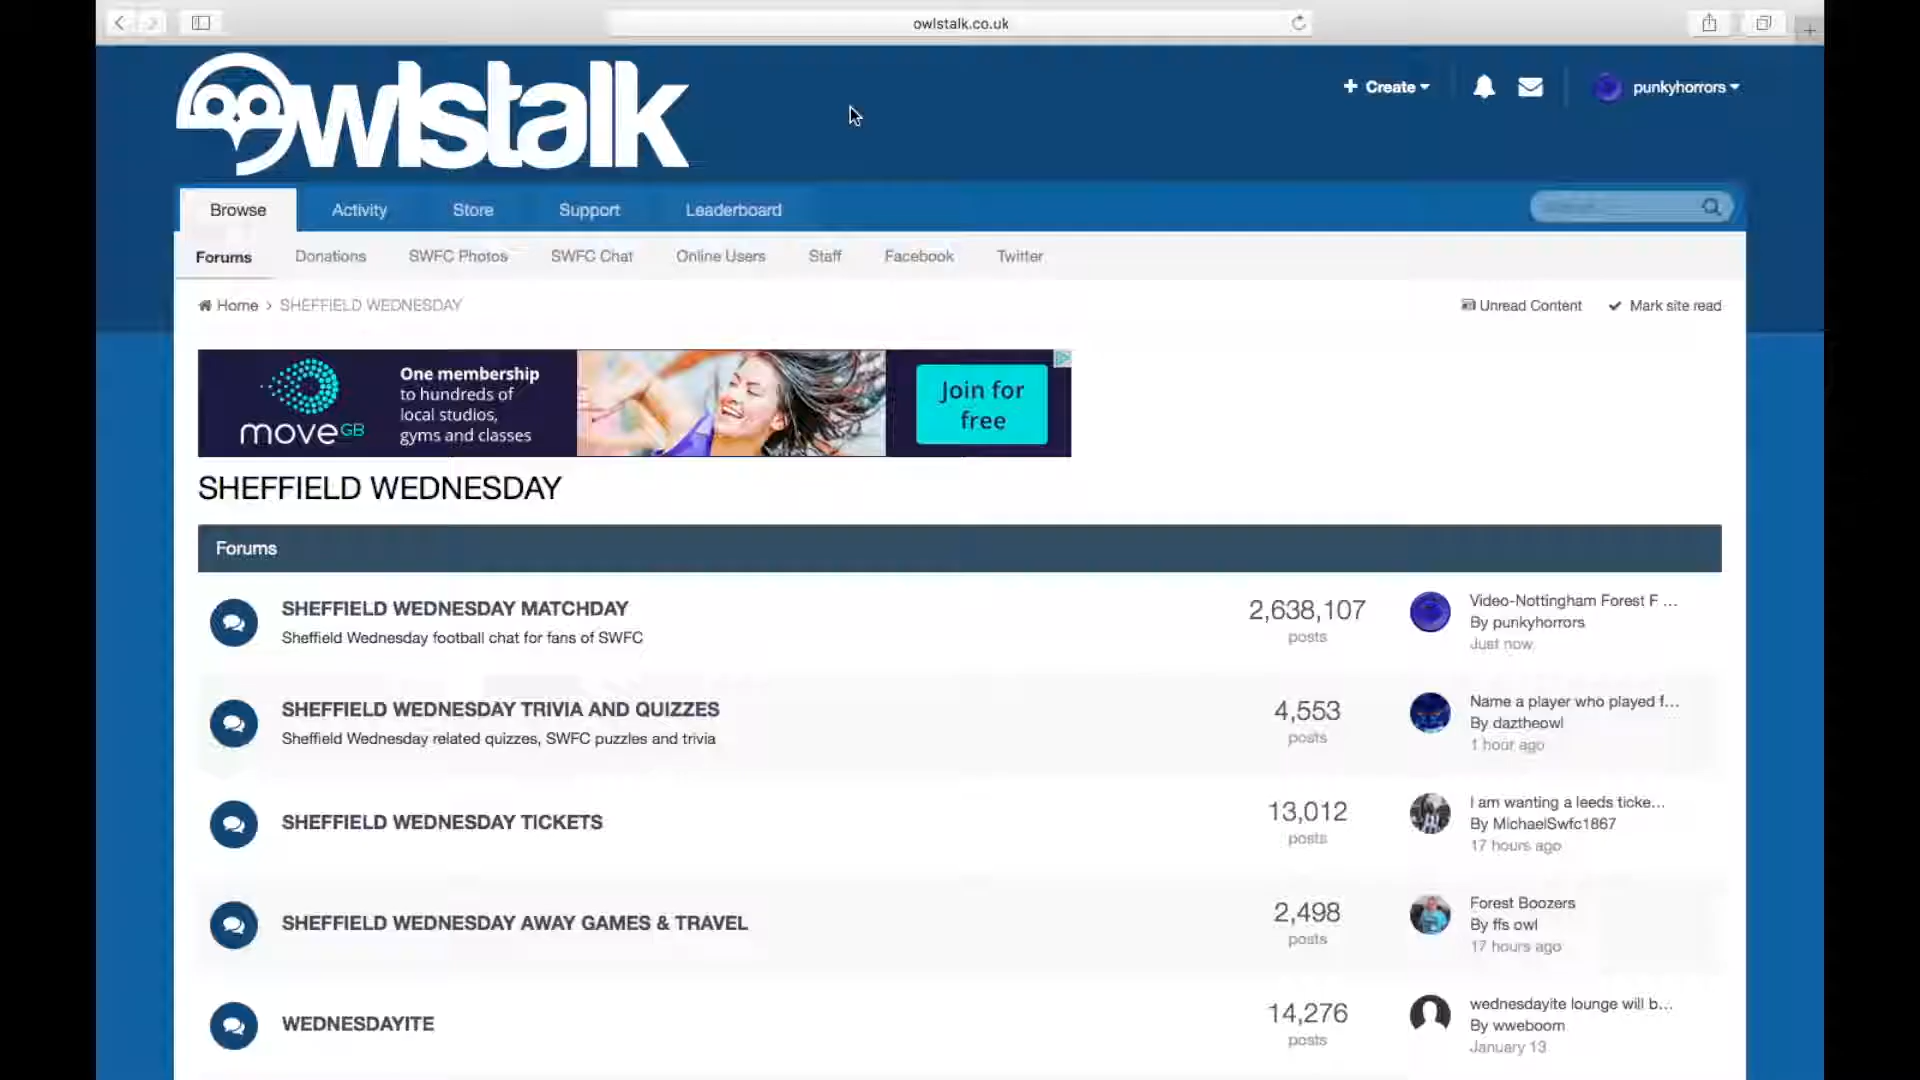 owlstalk.co.uk
owlstalk
Create
punkyhorrors
Browse
Activity
Store
Support
Leaderboard
Forums
Donations
SWFC Photos
SWFC Chat
Online Users
Staff
Facebook
Twitter
Home > SHEFFIELD WEDNESDAY
Unread Content
Mark site read
move GB
One membership
to hundreds of
local studios,
gyms and classes
Join for
free
SHEFFIELD WEDNESDAY
Forums
SHEFFIELD WEDNESDAY MATCHDAY
Sheffield Wednesday football chat for fans of SWFC
2,638,107
posts
Video-Nottingham Forest F ...
By punkyhorrors
Just now
SHEFFIELD WEDNESDAY TRIVIA AND QUIZZES
Sheffield Wednesday related quizzes, SWFC puzzles and trivia
4,553
posts
Name a player who played f...
By daztheowl
1 hour ago
SHEFFIELD WEDNESDAY TICKETS
13,012
posts
I am wanting a leeds ticke...
By MichaelSwfc1867
17 hours ago
SHEFFIELD WEDNESDAY AWAY GAMES & TRAVEL
2,498
posts
Forest Boozers
By ffs owl
17 hours ago
WEDNESDAYITE
14,276
posts
wednesdayite lounge will b...
By wweboom
January 13